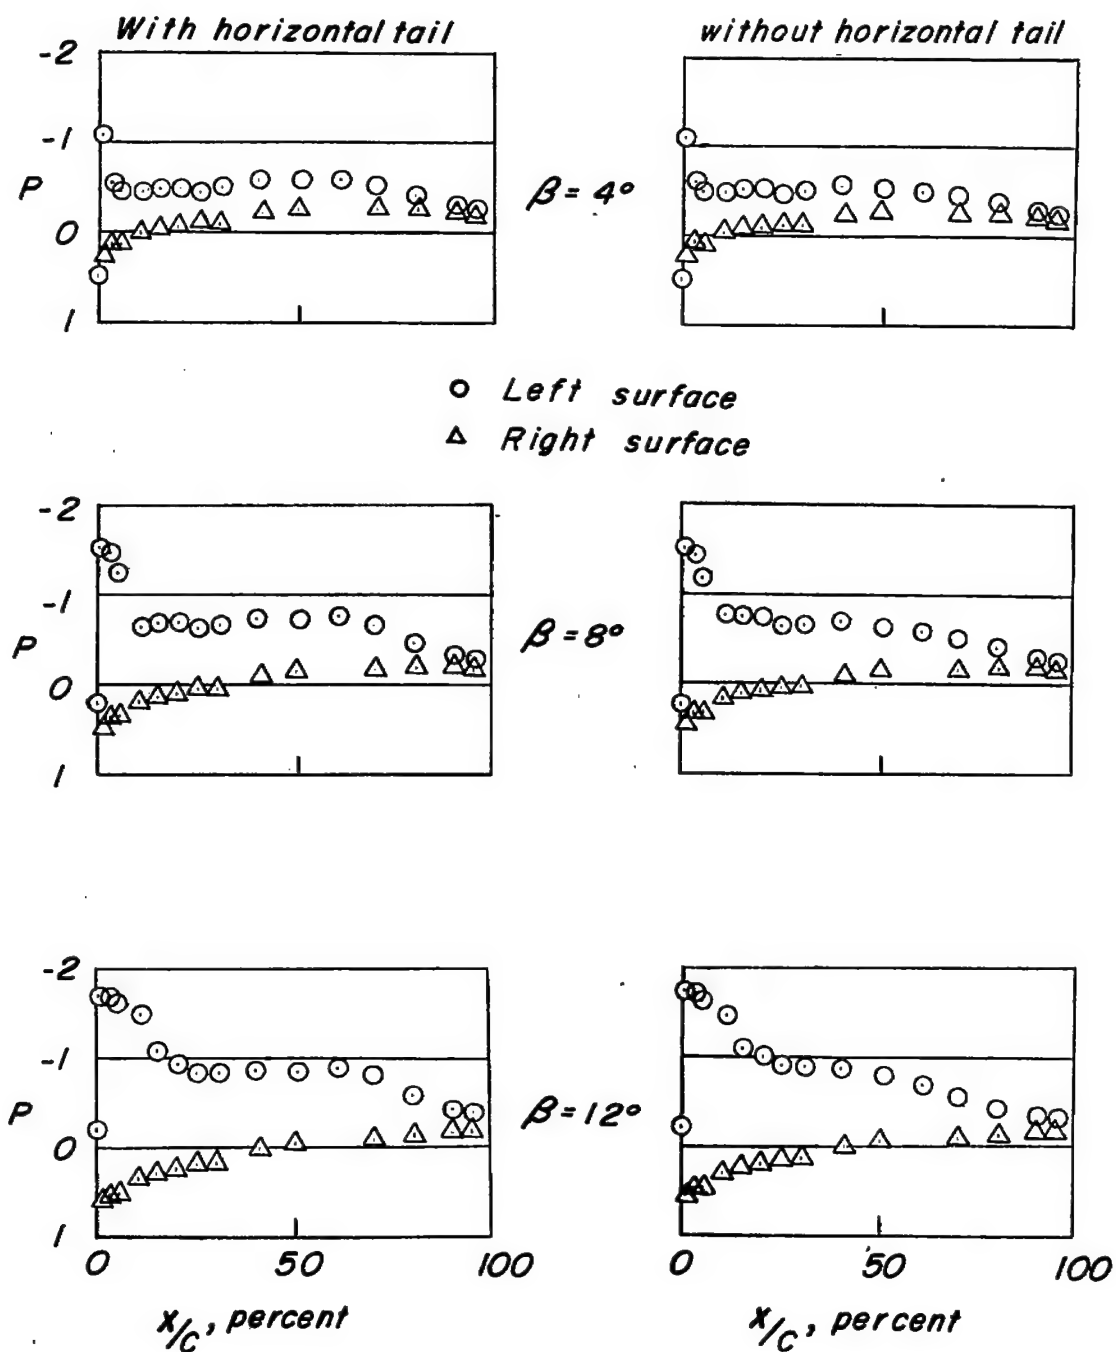 With horizontal tail
without horizontal tail
-2
-1
P
0
1
β = 4°
○ Left surface
△ Right surface
-2
-1
P
0
1
β = 8°
-2
-1
P
0
1
β = 12°
0 50 100
0 50 100
x/c, percent
x/c, percent